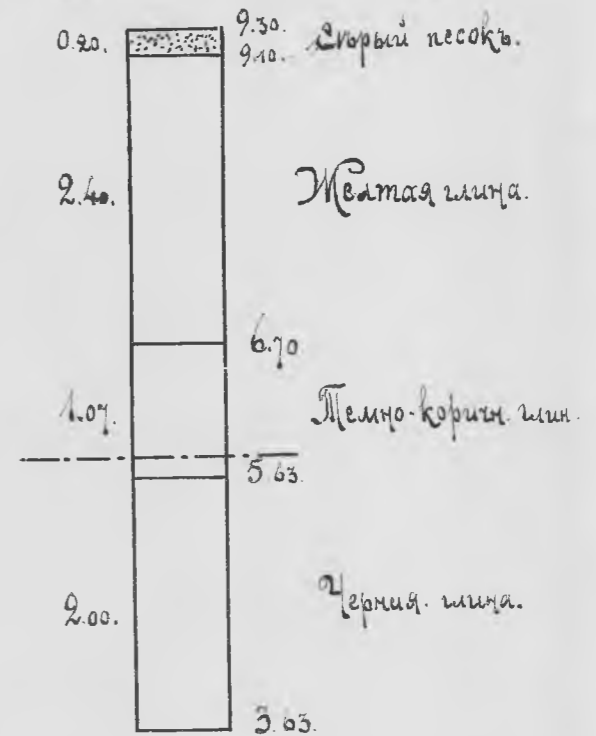 0.20.
9.30.
Сѣрый песокъ.
9.10.
2.40.
Желтая глина.
6.70
1.07.
Темно-коричн. глин.
5.63.
2.00.
Черная. глина.
3.63.